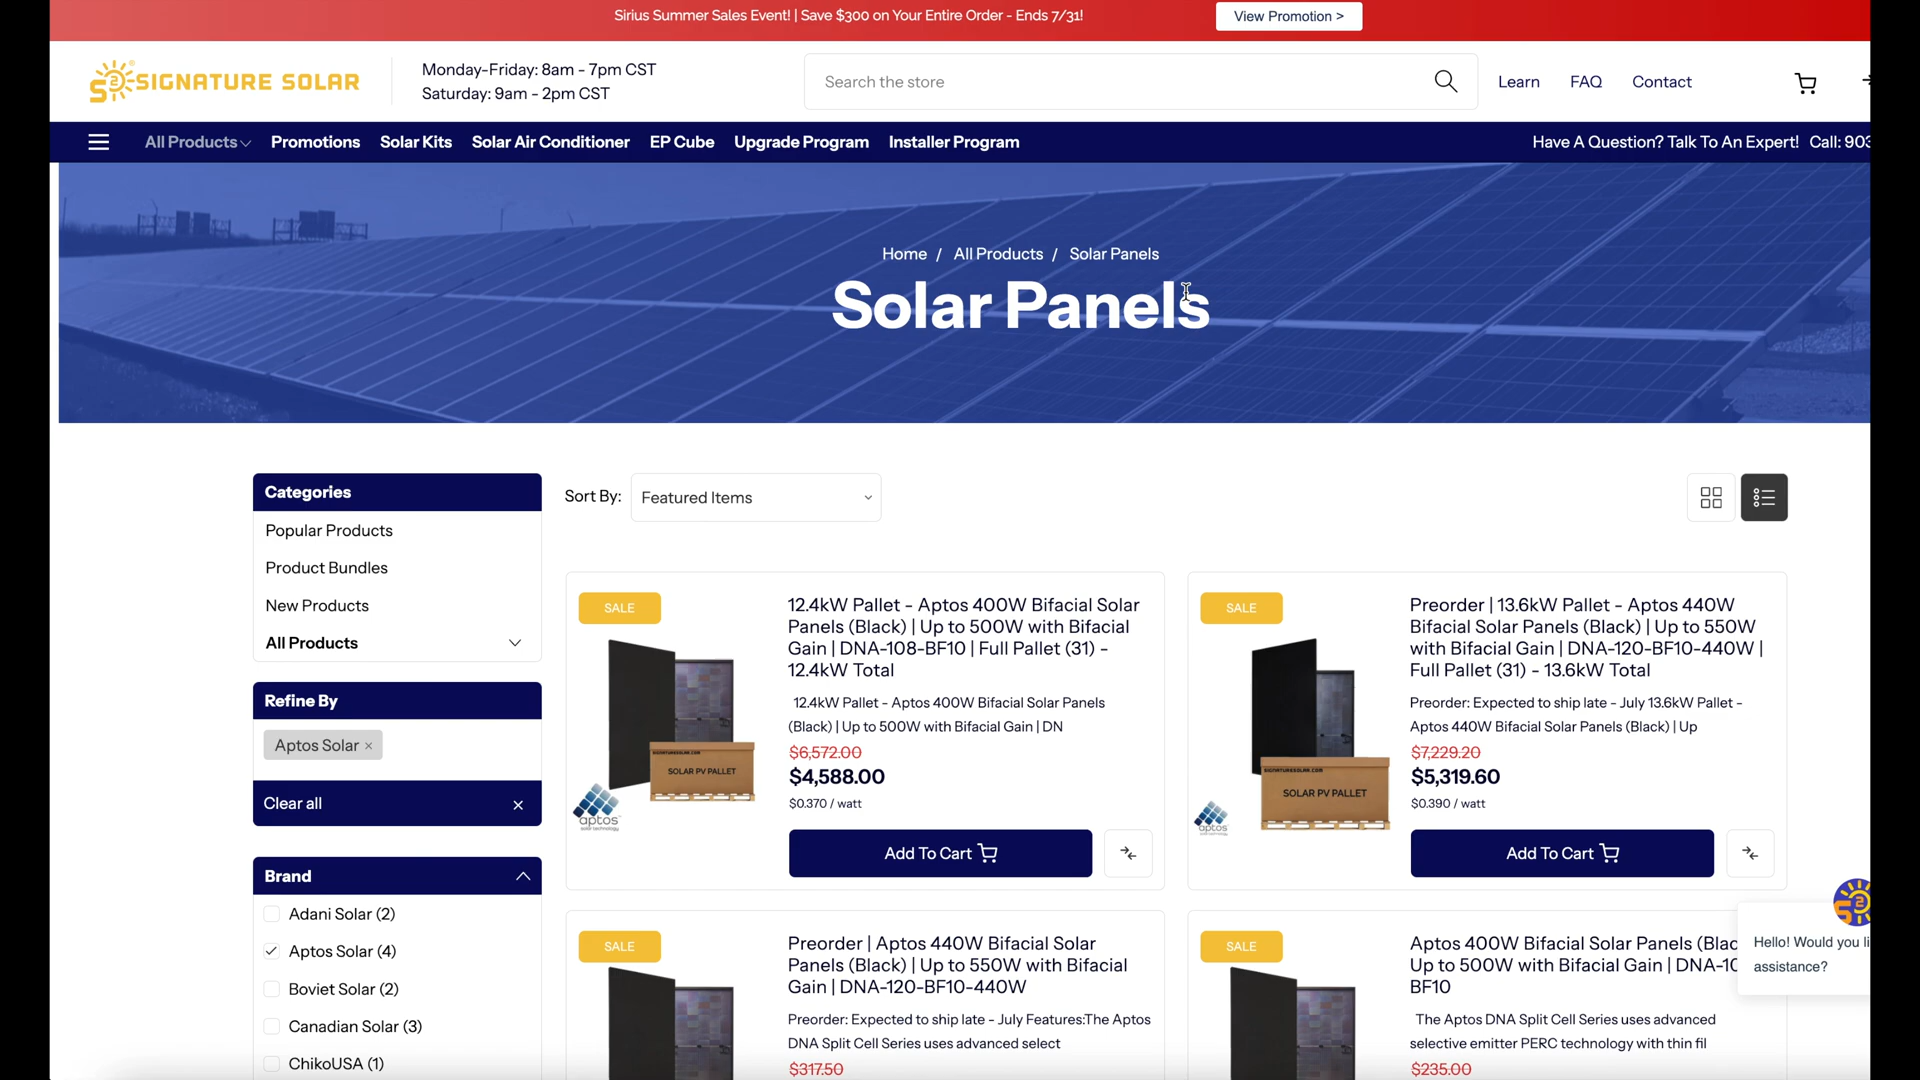 Sirius Summer Sales Event! | Save $300 on Your Entire Order - Ends 7/31!
View Promotion >
SIGNATURE SOLAR
Monday-Friday: 8am - 7pm CST
Saturday: 9am - 2pm CST
Search the store
Learn
FAQ
Contact
All Products
Promotions
Solar Kits
Solar Air Conditioner
EP Cube
Upgrade Program
Installer Program
Have A Question? Talk To An Expert!
Call: 903
Home / All Products / Solar Panels
Solar Panels
Categories
Popular Products
Product Bundles
New Products
All Products
Refine By
Aptos Solar ×
Clear all ×
Brand
Adani Solar (2)
Aptos Solar (4)
Boviet Solar (2)
Canadian Solar (3)
ChikoUSA (1)
Sort By:
Featured Items
SALE
SIGNATURESOLAR.COM
SOLAR PV PALLET
aptos
solar technology
12.4kW Pallet - Aptos 400W Bifacial Solar
Panels (Black) | Up to 500W with Bifacial
Gain | DNA-108-BF10 | Full Pallet (31) -
12.4kW Total
12.4kW Pallet - Aptos 400W Bifacial Solar Panels
(Black) | Up to 500W with Bifacial Gain | DN
$6,572.00
$4,588.00
$0.370 / watt
Add To Cart
SALE
SIGNATURESOLAR.COM
SOLAR PV PALLET
aptos
solar technology
Preorder | 13.6kW Pallet - Aptos 440W
Bifacial Solar Panels (Black) | Up to 550W
with Bifacial Gain | DNA-120-BF10-440W |
Full Pallet (31) - 13.6kW Total
Preorder: Expected to ship late - July 13.6kW Pallet -
Aptos 440W Bifacial Solar Panels (Black) | Up
$7,229.20
$5,319.60
$0.390 / watt
Add To Cart
SALE
Preorder | Aptos 440W Bifacial Solar
Panels (Black) | Up to 550W with Bifacial
Gain | DNA-120-BF10-440W
Preorder: Expected to ship late - July Features:The Aptos
DNA Split Cell Series uses advanced select
$317.50
SALE
Aptos 400W Bifacial Solar Panels (Blac
Up to 500W with Bifacial Gain | DNA-10
BF10
The Aptos DNA Split Cell Series uses advanced
selective emitter PERC technology with thin fil
$235.00
Hello! Would you li
assistance?